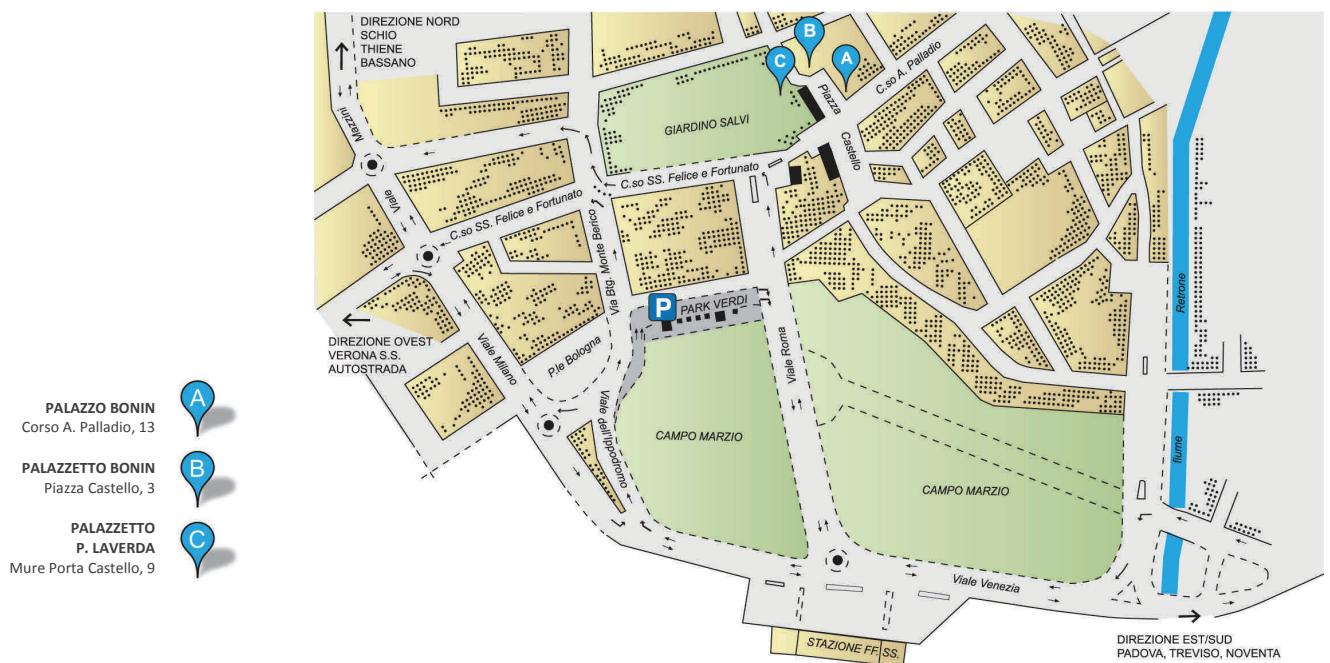 DIREZIONE NORD
SCHIO
THIENE
BASSANO
B
C
A
C.so A. Palladio
Piazza
Castello
GIARDINO SALVI
Mazzini
Viale
C.so SS. Felice e Fortunato
C.so SS. Felice e Fortunato
Via Btg. Monte Berico
P
PARK VERDI
Retrone
fiume
DIREZIONE OVEST
VERONA S.S.
AUTOSTRADA
Viale Milano
P.le Bologna
Viale Roma
Viale dell'Ippodromo
CAMPO MARZIO
CAMPO MARZIO
Viale Venezia
STAZIONE FF. SS.
DIREZIONE EST/SUD
PADOVA, TREVISO, NOVENTA
PALAZZO BONIN
Corso A. Palladio, 13
A
PALAZZETTO BONIN
Piazza Castello, 3
B
PALAZZETTO
P. LAVERDA
Mure Porta Castello, 9
C